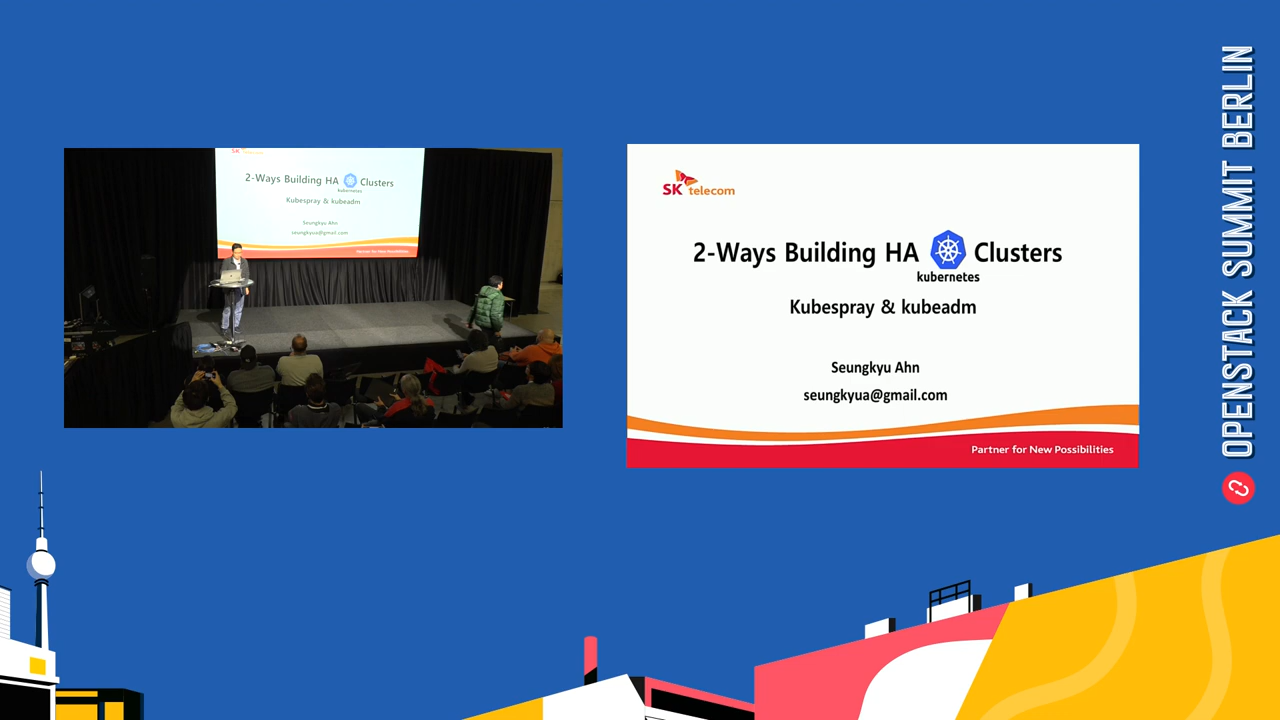 SK telecom
2-Ways Building HA kubernetes Clusters
Kubespray & kubeadm
Seungkyu Ahn
seungkyua@gmail.com
Partner for New Possibilities
SK telecom
2-Ways Building HA Clusters
kubernetes
Kubespray & kubeadm
Seungkyu Ahn
seungkyua@gmail.com
Partner for New Possibilities
OPENSTACK SUMMIT BERLIN